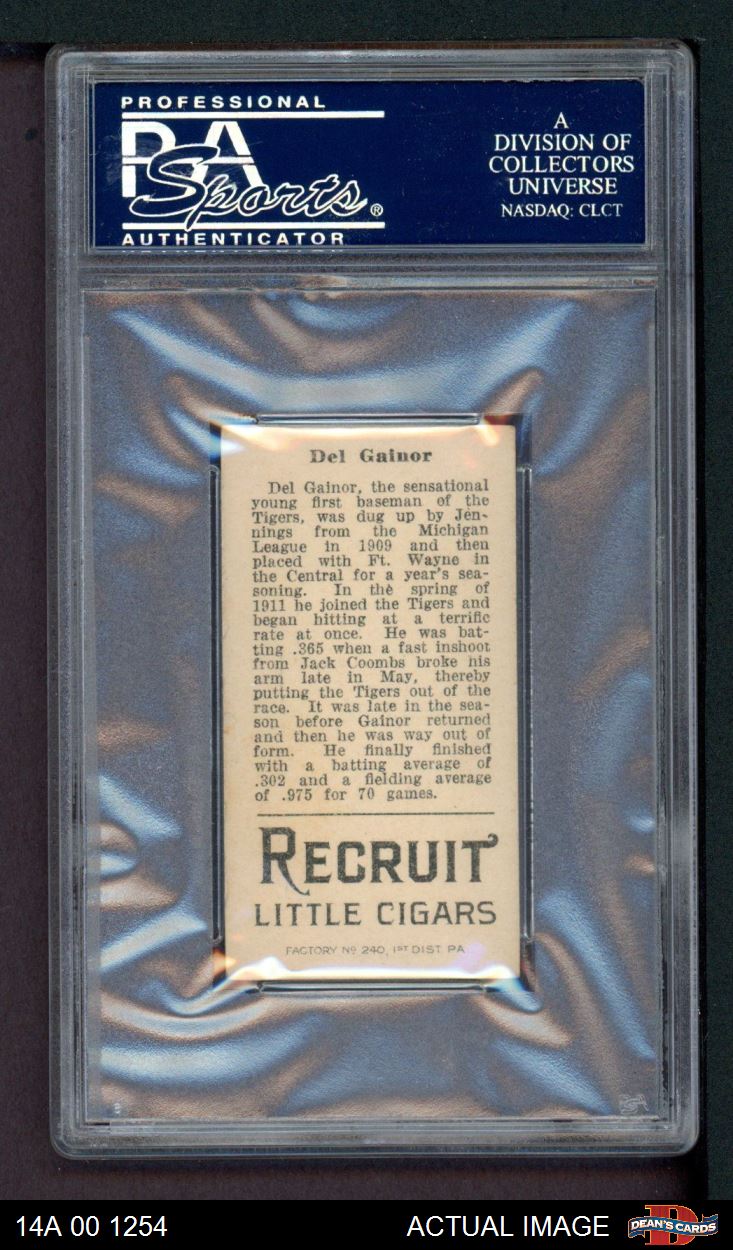 PROFESSIONAL
PSA
Sports®
AUTHENTICATOR
A
DIVISION OF
COLLECTORS
UNIVERSE
NASDAQ: CLCT
Del Gainor
Del Gainor, the sensational
young first baseman of the
Tigers, was dug up by Jen-
nings from the Michigan
League in 1909 and then
placed with Ft. Wayne in
the Central for a year's sea-
soning. In the spring of
1911 he joined the Tigers and
began hitting at a terrific
rate at once. He was bat-
ting .365 when a fast inshoot
from Jack Coombs broke his
arm late in May, thereby
putting the Tigers out of the
race. It was late in the sea-
son before Gainor returned
and then he was way out of
form. He finally finished
with a batting average of
.302 and a fielding average
of .975 for 70 games.
RECRUIT
LITTLE CIGARS
FACTORY Nº 240, 1ST DIST. PA
14A 00 1254
ACTUAL IMAGE
DEAN'S CARDS